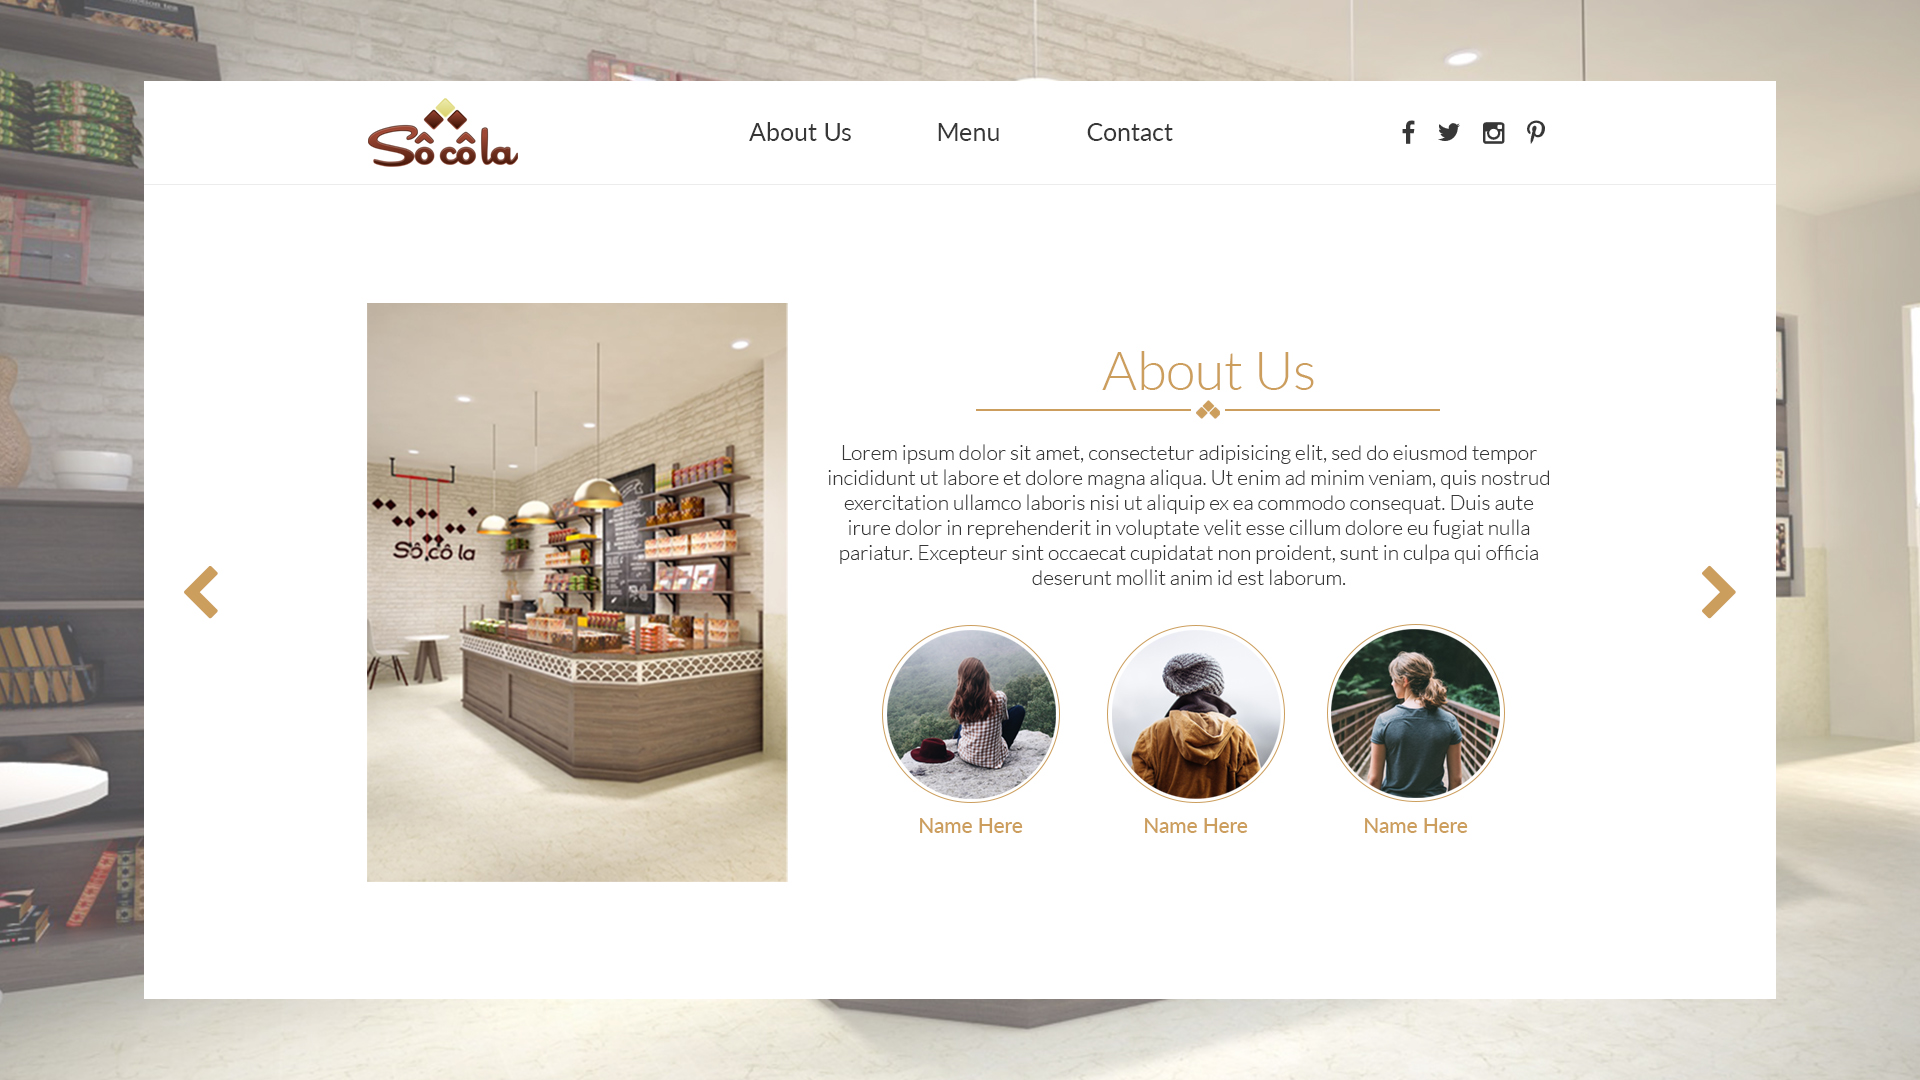 Sôcôla
About Us
Menu
Contact
Sô cô la
About Us
Lorem ipsum dolor sit amet, consectetur adipisicing elit, sed do eiusmod tempor
incididunt ut labore et dolore magna aliqua. Ut enim ad minim veniam, quis nostrud
exercitation ullamco laboris nisi ut aliquip ex ea commodo consequat. Duis aute
irure dolor in reprehenderit in voluptate velit esse cillum dolore eu fugiat nulla
pariatur. Excepteur sint occaecat cupidatat non proident, sunt in culpa qui officia
deserunt mollit anim id est laborum.
Name Here
Name Here
Name Here